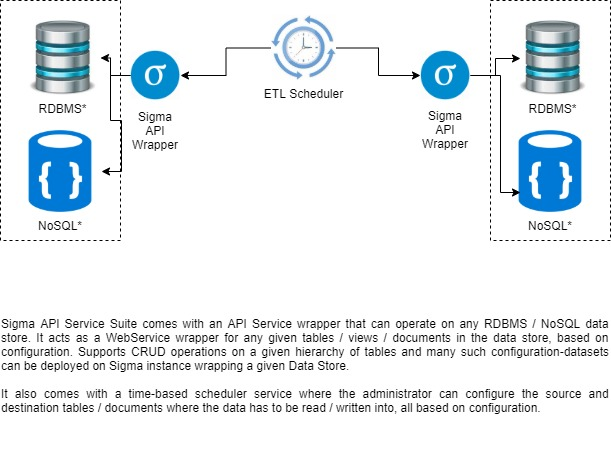 ETL Scheduler
σ
σ
RDBMS*
Sigma
API
Wrapper
Sigma
API
Wrapper
RDBMS*
{ }
{ }
NoSQL*
NoSQL*
Sigma API Service Suite comes with an API Service wrapper that can operate on any RDBMS / NoSQL data
store. It acts as a WebService wrapper for any given tables / views / documents in the data store, based on
configuration. Supports CRUD operations on a given hierarchy of tables and many such configuration-datasets
can be deployed on Sigma instance wrapping a given Data Store.
It also comes with a time-based scheduler service where the administrator can configure the source and
destination tables / documents where the data has to be read / written into, all based on configuration.